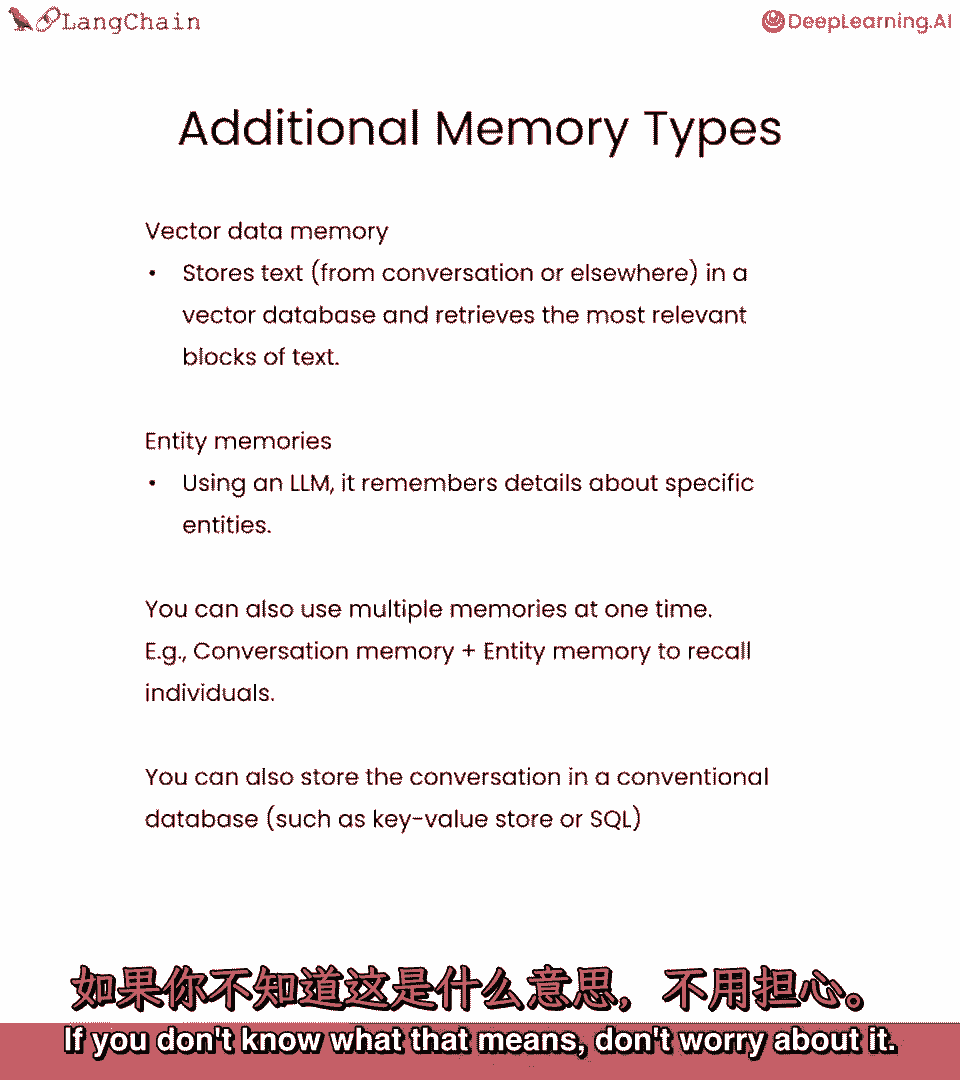 LangChain
DeepLearning.AI
Additional Memory Types
Vector data memory
• Stores text (from conversation or elsewhere) in a
vector database and retrieves the most relevant
blocks of text.
Entity memories
• Using an LLM, it remembers details about specific
entities.
You can also use multiple memories at one time.
E.g., Conversation memory + Entity memory to recall
individuals.
You can also store the conversation in a conventional
database (such as key-value store or SQL)
如果你不知道这是什么意思，不用担心。
If you don't know what that means, don't worry about it.